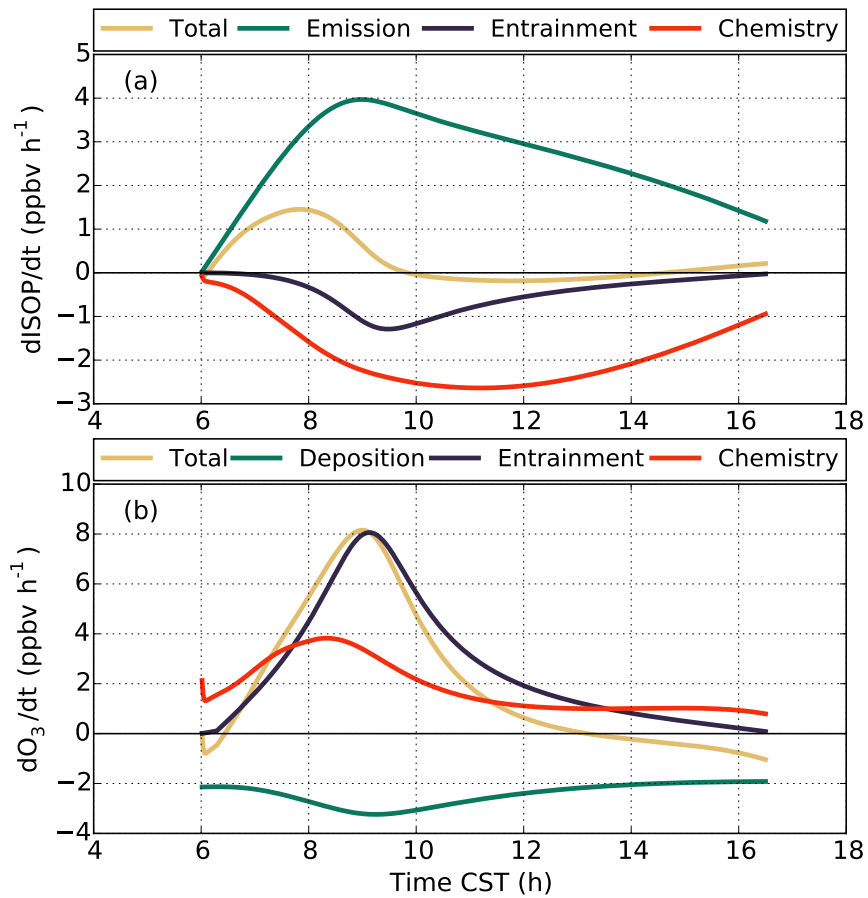 Total Emission Entrainment Chemistry
(a)
5
4
3
2
1
0
−1
−2
−3
dISOP/dt (ppbv h-1)
4 6 8 10 12 14 16 18
Total Deposition Entrainment Chemistry
(b)
10
8
6
4
2
0
−2
−4
dO3/dt (ppbv h-1)
4 6 8 10 12 14 16 18
Time CST (h)